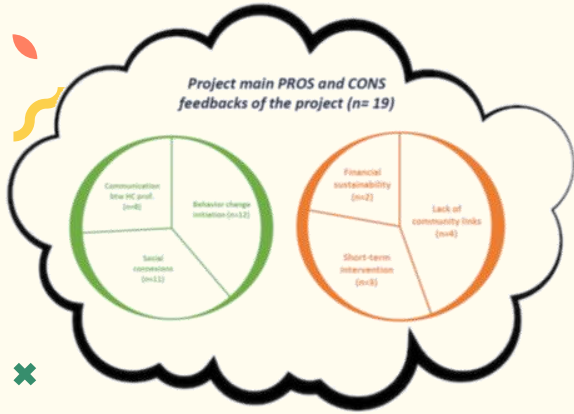 Project main PROS and CONS
feedbacks of the project (n= 19)
Communication
btw HC prof.
(n=8)
Behavior change
initiation (n=12)
Social
connexions
(n=11)
Financial
sustainability
(n=2)
Lack of
community links
(n=4)
Short-term
intervention
(n=3)